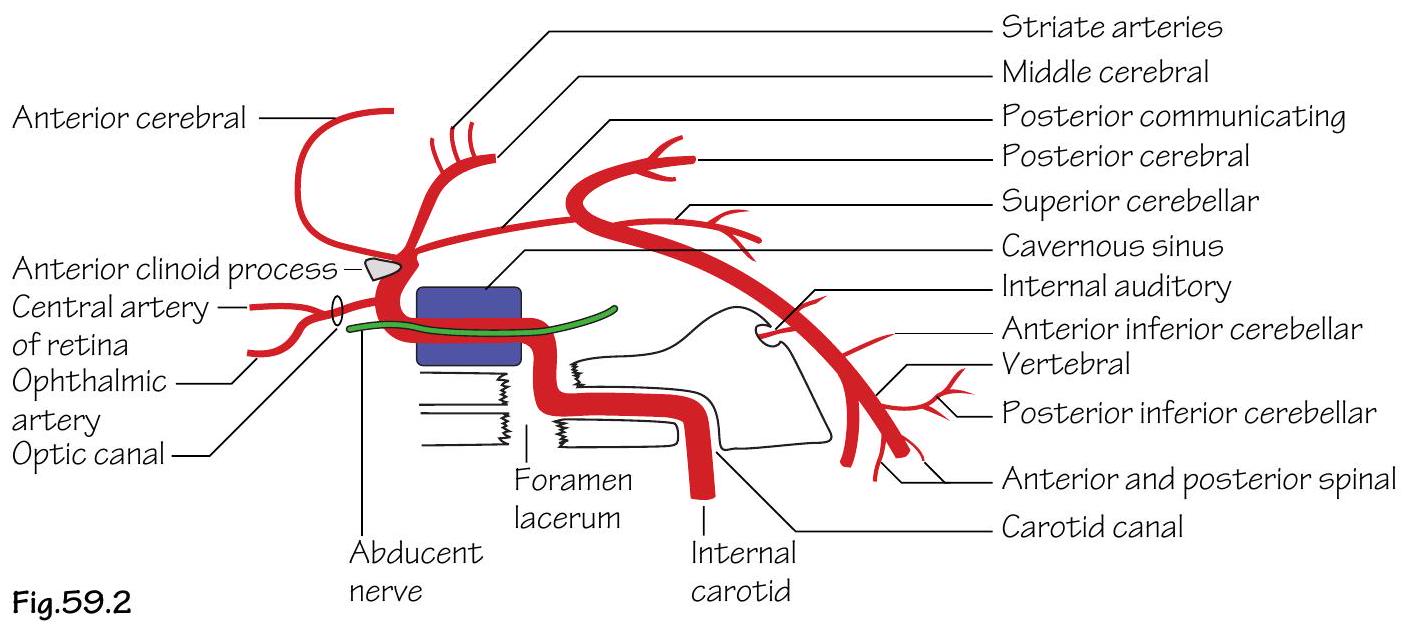 Striate arteries
Middle cerebral
Anterior cerebral
Posterior communicating
Posterior cerebral
Superior cerebellar
Cavernous sinus
Anterior clinoid process
Internal auditory
Central artery
of retina
Anterior inferior cerebellar
Vertebral
Ophthalmic
artery
Posterior inferior cerebellar
Optic canal
Foramen
lacerum
Anterior and posterior spinal
Carotid canal
Abducent
nerve
Internal
carotid
Fig.59.2